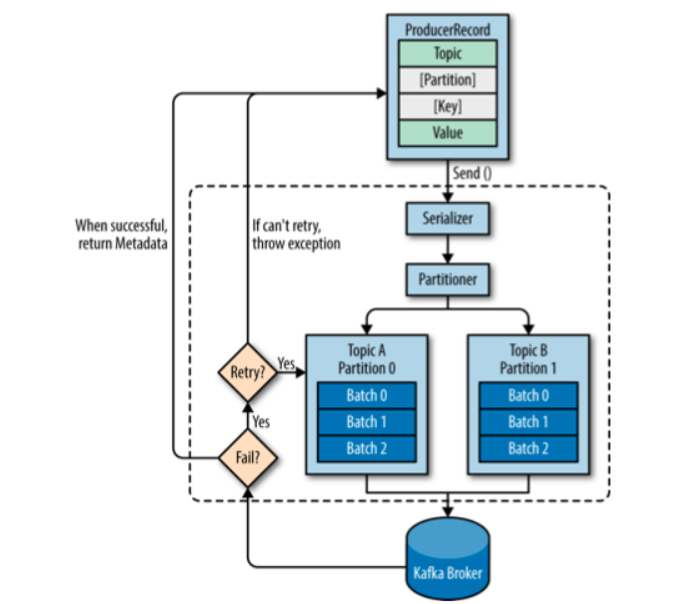 ProducerRecord
Topic
[Partition]
[Key]
Value
Send ()
Serializer
Partitioner
When successful,
return Metadata
If can't retry,
throw exception
Topic A
Partition 0
Batch 0
Batch 1
Batch 2
Topic B
Partition 1
Batch 0
Batch 1
Batch 2
Retry?
Yes
Yes
Fail?
Kafka Broker